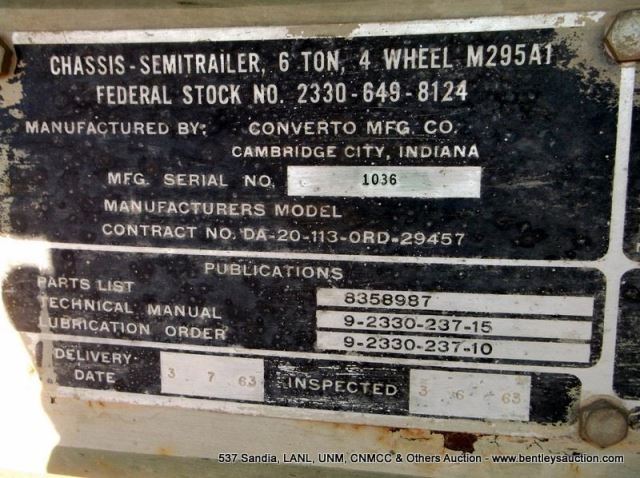 CHASSIS-SEMITRAILER, 6 TON, 4 WHEEL M295A1
FEDERAL STOCK NO. 2330-649-8124
MANUFACTURED BY: CONVERTO MFG. CO.
CAMBRIDGE CITY, INDIANA
MFG. SERIAL NO. 1036
MANUFACTURERS MODEL
CONTRACT NO. DA-20-113-ORD-29457
PUBLICATIONS
PARTS LIST 8358987
TECHNICAL MANUAL 9-2330-237-15
LUBRICATION ORDER 9-2330-237-10
DELIVERY DATE 3 7 63 INSPECTED 3 6 63
537 Sandia, LANL, UNM, CNMCC & Others Auction - www.bentleysauction.com